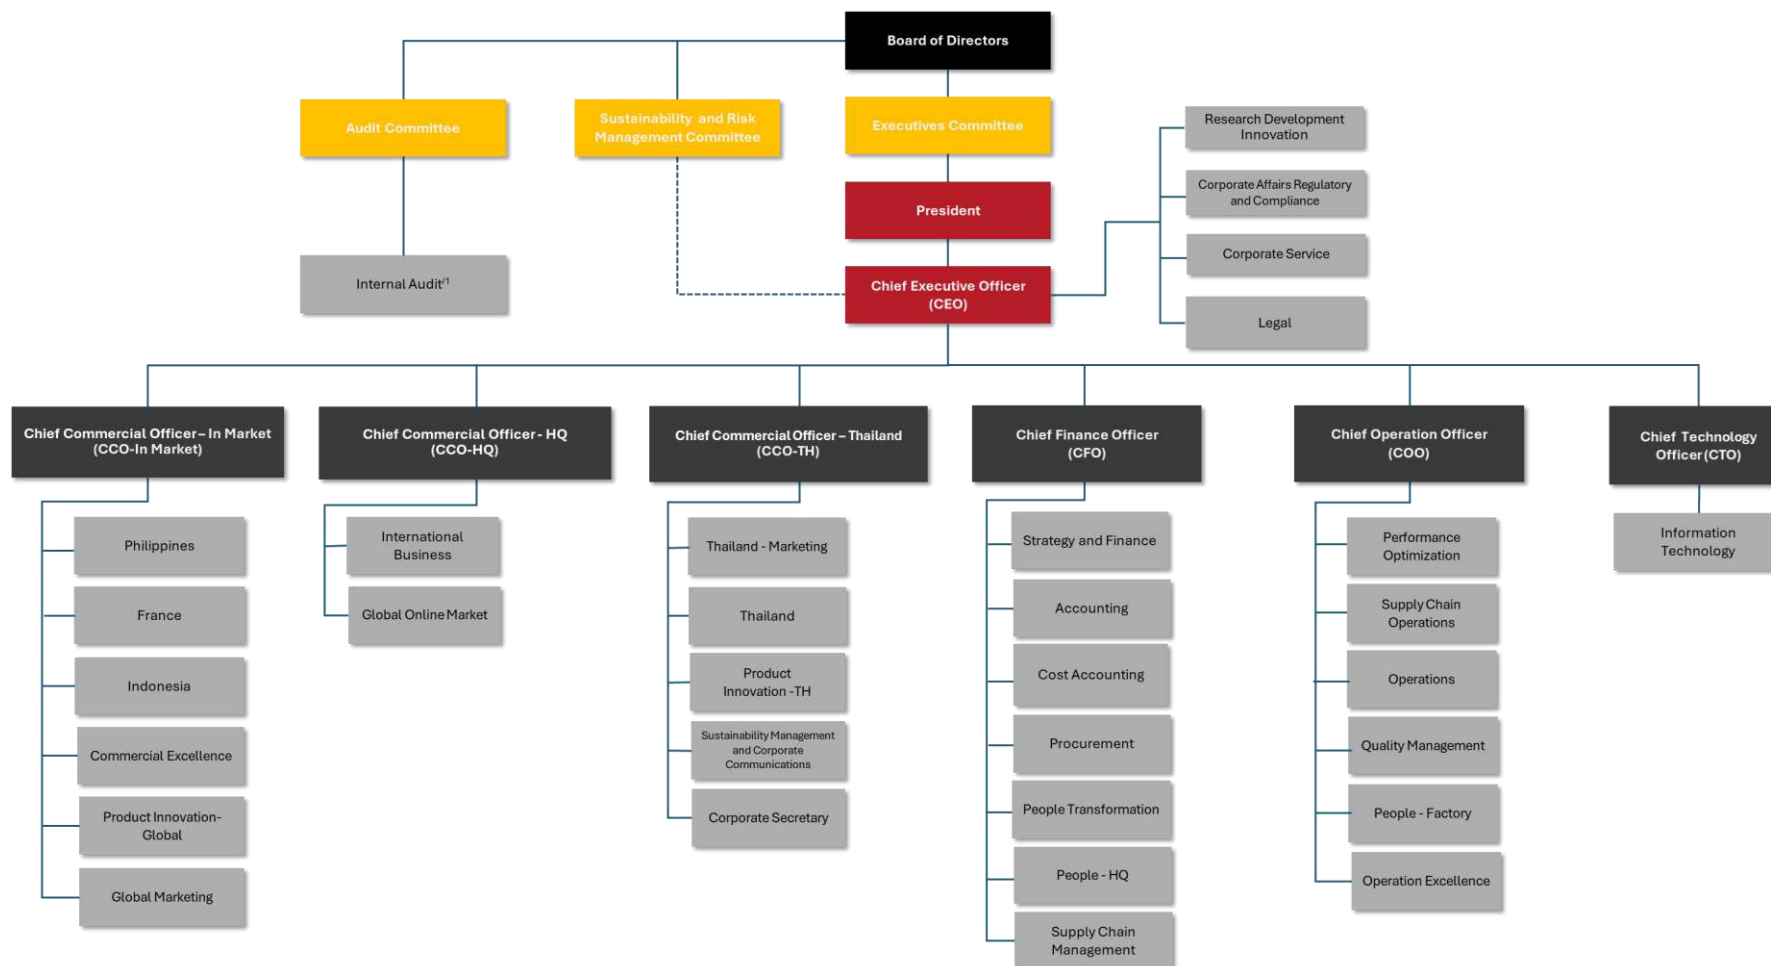 Board of Directors
Audit Committee
Sustainability and Risk
Management Committee
Executives Committee
Research Development
Innovation
Corporate Affairs Regulatory
and Compliance
President
Corporate Service
Internal Audit/1
Chief Executive Officer
(CEO)
Legal
Chief Commercial Officer – In Market
(CCO-In Market)
Chief Commercial Officer - HQ
(CCO-HQ)
Chief Commercial Officer – Thailand
(CCO-TH)
Chief Finance Officer
(CFO)
Chief Operation Officer
(COO)
Chief Technology
Officer (CTO)
Philippines
France
Indonesia
Commercial Excellence
Product Innovation-
Global
Global Marketing
International
Business
Global Online Market
Thailand - Marketing
Thailand
Product
Innovation -TH
Sustainability Management
and Corporate
Communications
Corporate Secretary
Strategy and Finance
Accounting
Cost Accounting
Procurement
People Transformation
People - HQ
Supply Chain
Management
Performance
Optimization
Supply Chain
Operations
Operations
Quality Management
People - Factory
Operation Excellence
Information
Technology